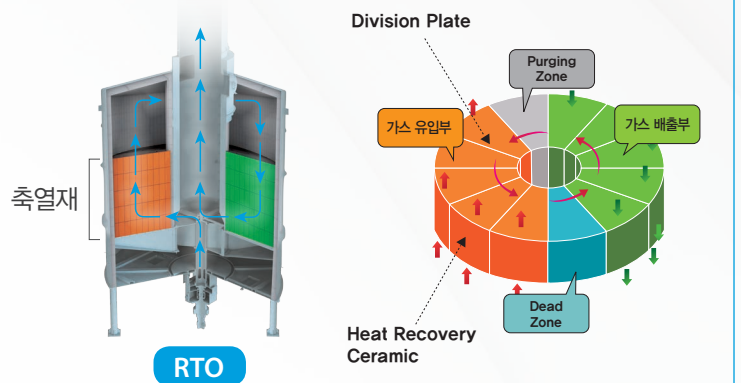 축열재
RTO
Division Plate
Purging
Zone
가스 유입부
가스 배출부
Dead
Zone
Heat Recovery
Ceramic